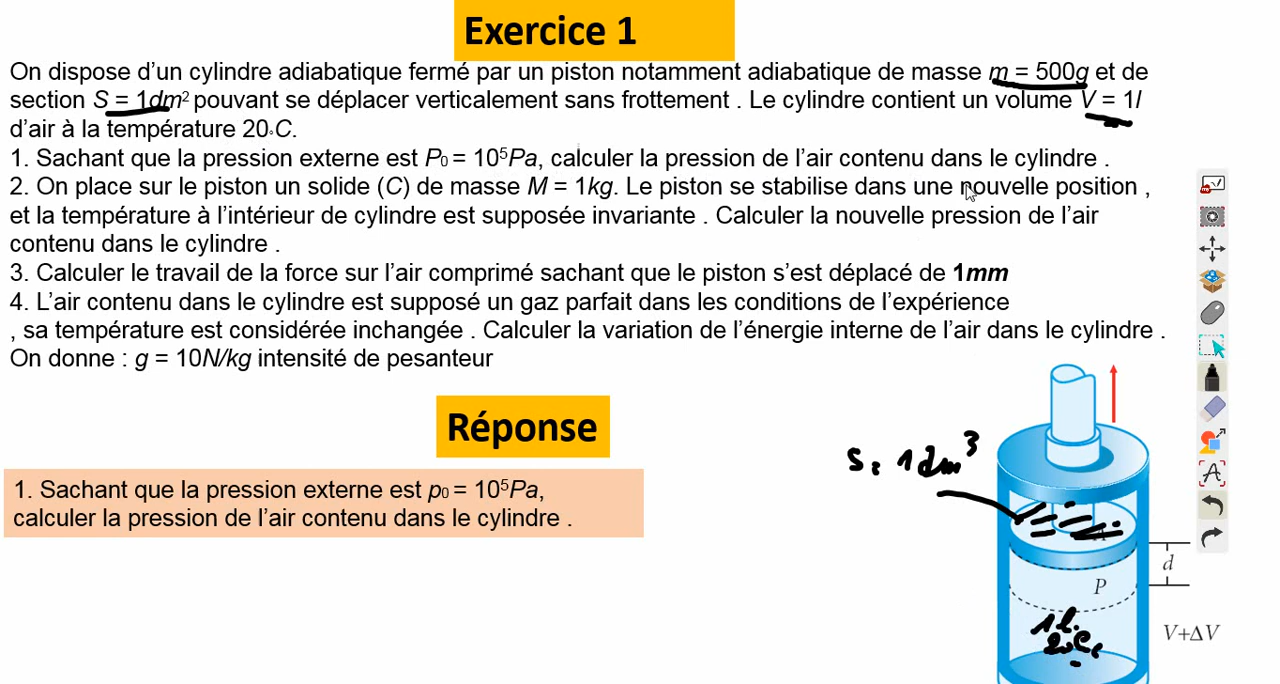 Exercice 1
On dispose d’un cylindre adiabatique fermé par un piston notamment adiabatique de masse m = 500g et de
section S = 1dm² pouvant se déplacer verticalement sans frottement . Le cylindre contient un volume V = 1l
d’air à la température 20◦C.
1. Sachant que la pression externe est P₀ = 10⁵Pa, calculer la pression de l’air contenu dans le cylindre .
2. On place sur le piston un solide (C) de masse M = 1kg. Le piston se stabilise dans une nouvelle position ,
et la température à l’intérieur de cylindre est supposée invariante . Calculer la nouvelle pression de l’air
contenu dans le cylindre .
3. Calculer le travail de la force sur l’air comprimé sachant que le piston s’est déplacé de 1mm
4. L’air contenu dans le cylindre est supposé un gaz parfait dans les conditions de l’expérience
, sa température est considérée inchangée . Calculer la variation de l’énergie interne de l’air dans le cylindre .
On donne : g = 10N/kg intensité de pesanteur
Réponse
1. Sachant que la pression externe est p₀ = 10⁵Pa,
calculer la pression de l’air contenu dans le cylindre .
S: 1dm³
d
P
1l.
V+ΔV